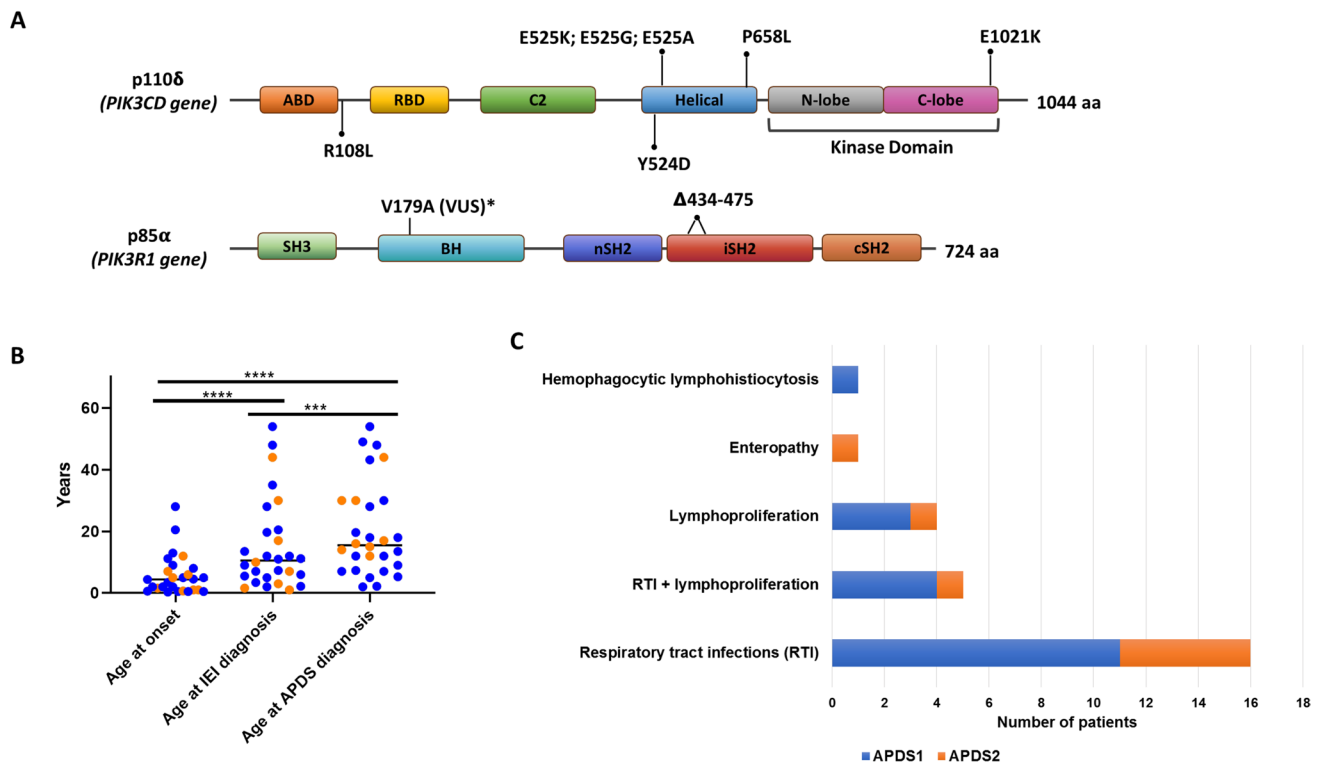 A
E525K; E525G; E525A
P658L
E1021K
p110δ
(PIK3CD gene)
ABD
RBD
C2
Helical
N-lobe
C-lobe
1044 aa
R108L
Y524D
Kinase Domain
V179A (VUS)*
Δ434-475
p85α
(PIK3R1 gene)
SH3
BH
nSH2
iSH2
cSH2
724 aa
B
****
****
***
Years
60
40
20
0
Age at onset
Age at IEI diagnosis
Age at APDS diagnosis
C
Hemophagocytic lymphohistiocytosis
Enteropathy
Lymphoproliferation
RTI + lymphoproliferation
Respiratory tract infections (RTI)
0 2 4 6 8 10 12 14 16 18
Number of patients
APDS1 APDS2